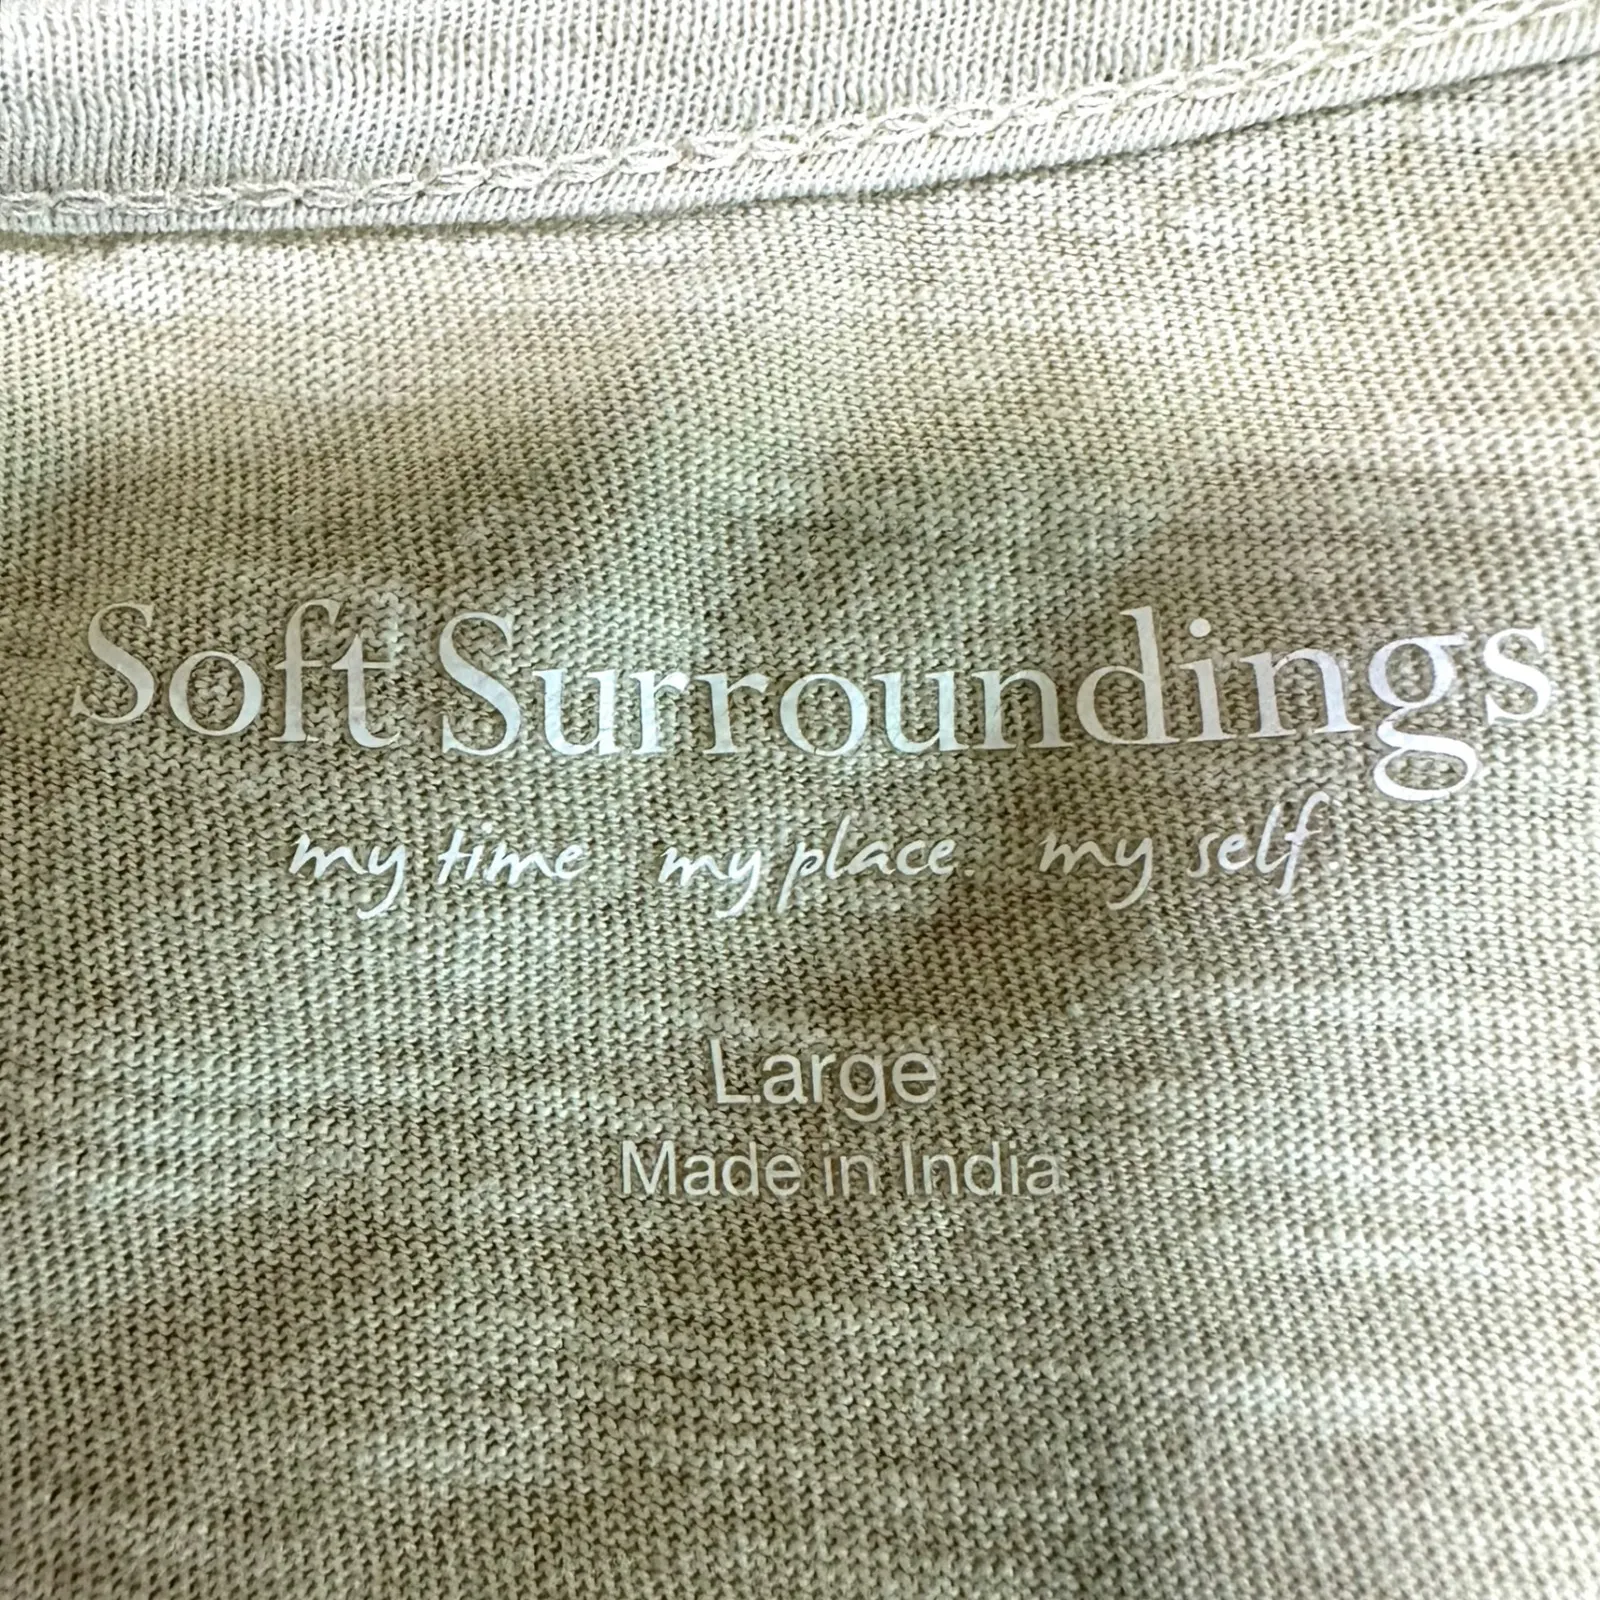 Soft Surroundings
my time my place my self
Large
Made in India